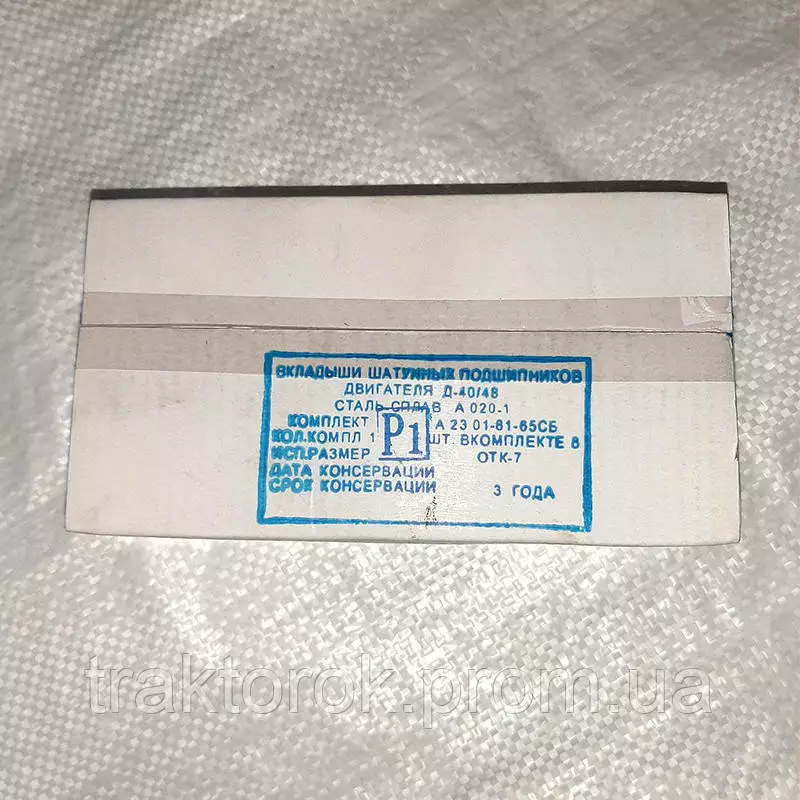 ВКЛАДЫШИ ШАТУННЫХ ПОДШИПНИКОВ
ДВИГАТЕЛЯ Д-40/48
СТАЛЬ-СПЛАВ А 020-1
КОМПЛЕКТ А 23 01-81-65СБ
КОЛ.КОМПЛ 1 Р1 ШТ. ВКОМПЛЕКТЕ 8
ИСП.РАЗМЕР ОТК-7
ДАТА КОНСЕРВАЦИИ
СРОК КОНСЕРВАЦИИ 3 ГОДА
traktorok.prom.ua